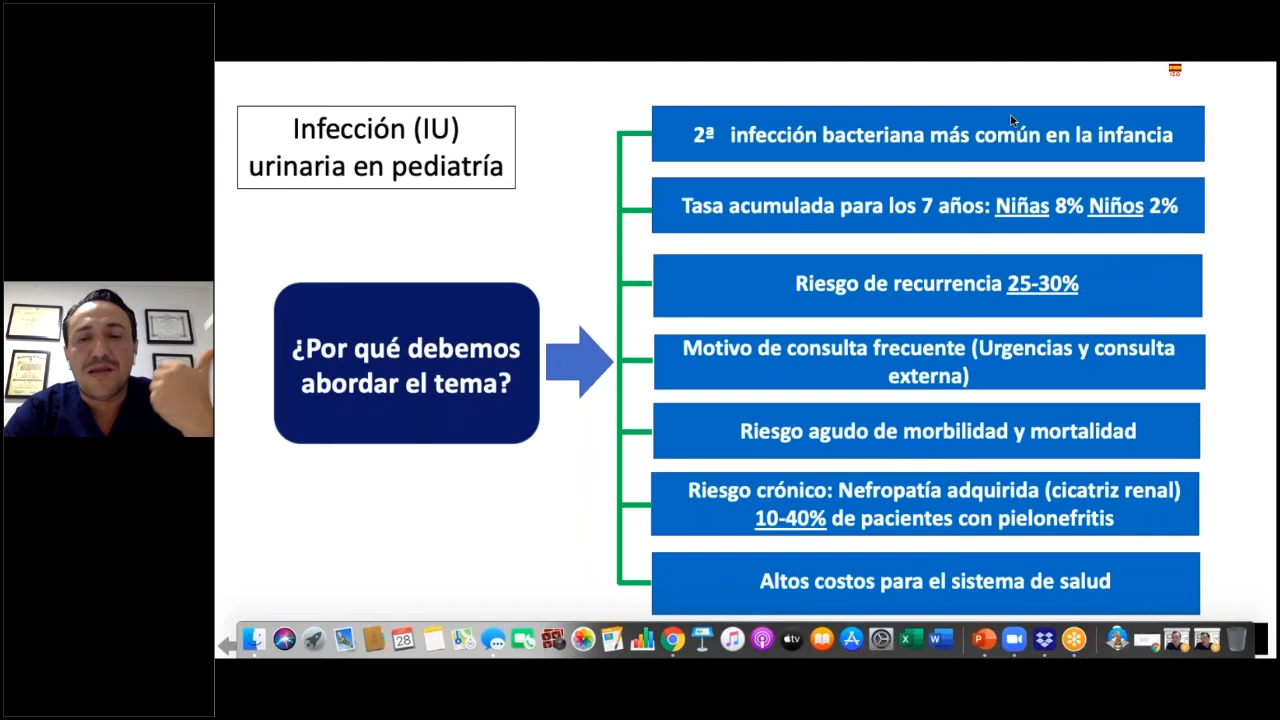 ISO
Infección (IU)
urinaria en pediatría
¿Por qué debemos
abordar el tema?
2ª infección bacteriana más común en la infancia
Tasa acumulada para los 7 años: Niñas 8% Niños 2%
Riesgo de recurrencia 25-30%
Motivo de consulta frecuente (Urgencias y consulta
externa)
Riesgo agudo de morbilidad y mortalidad
Riesgo crónico: Nefropatía adquirida (cicatriz renal)
10-40% de pacientes con pielonefritis
Altos costos para el sistema de salud
28
tv
X
W
P